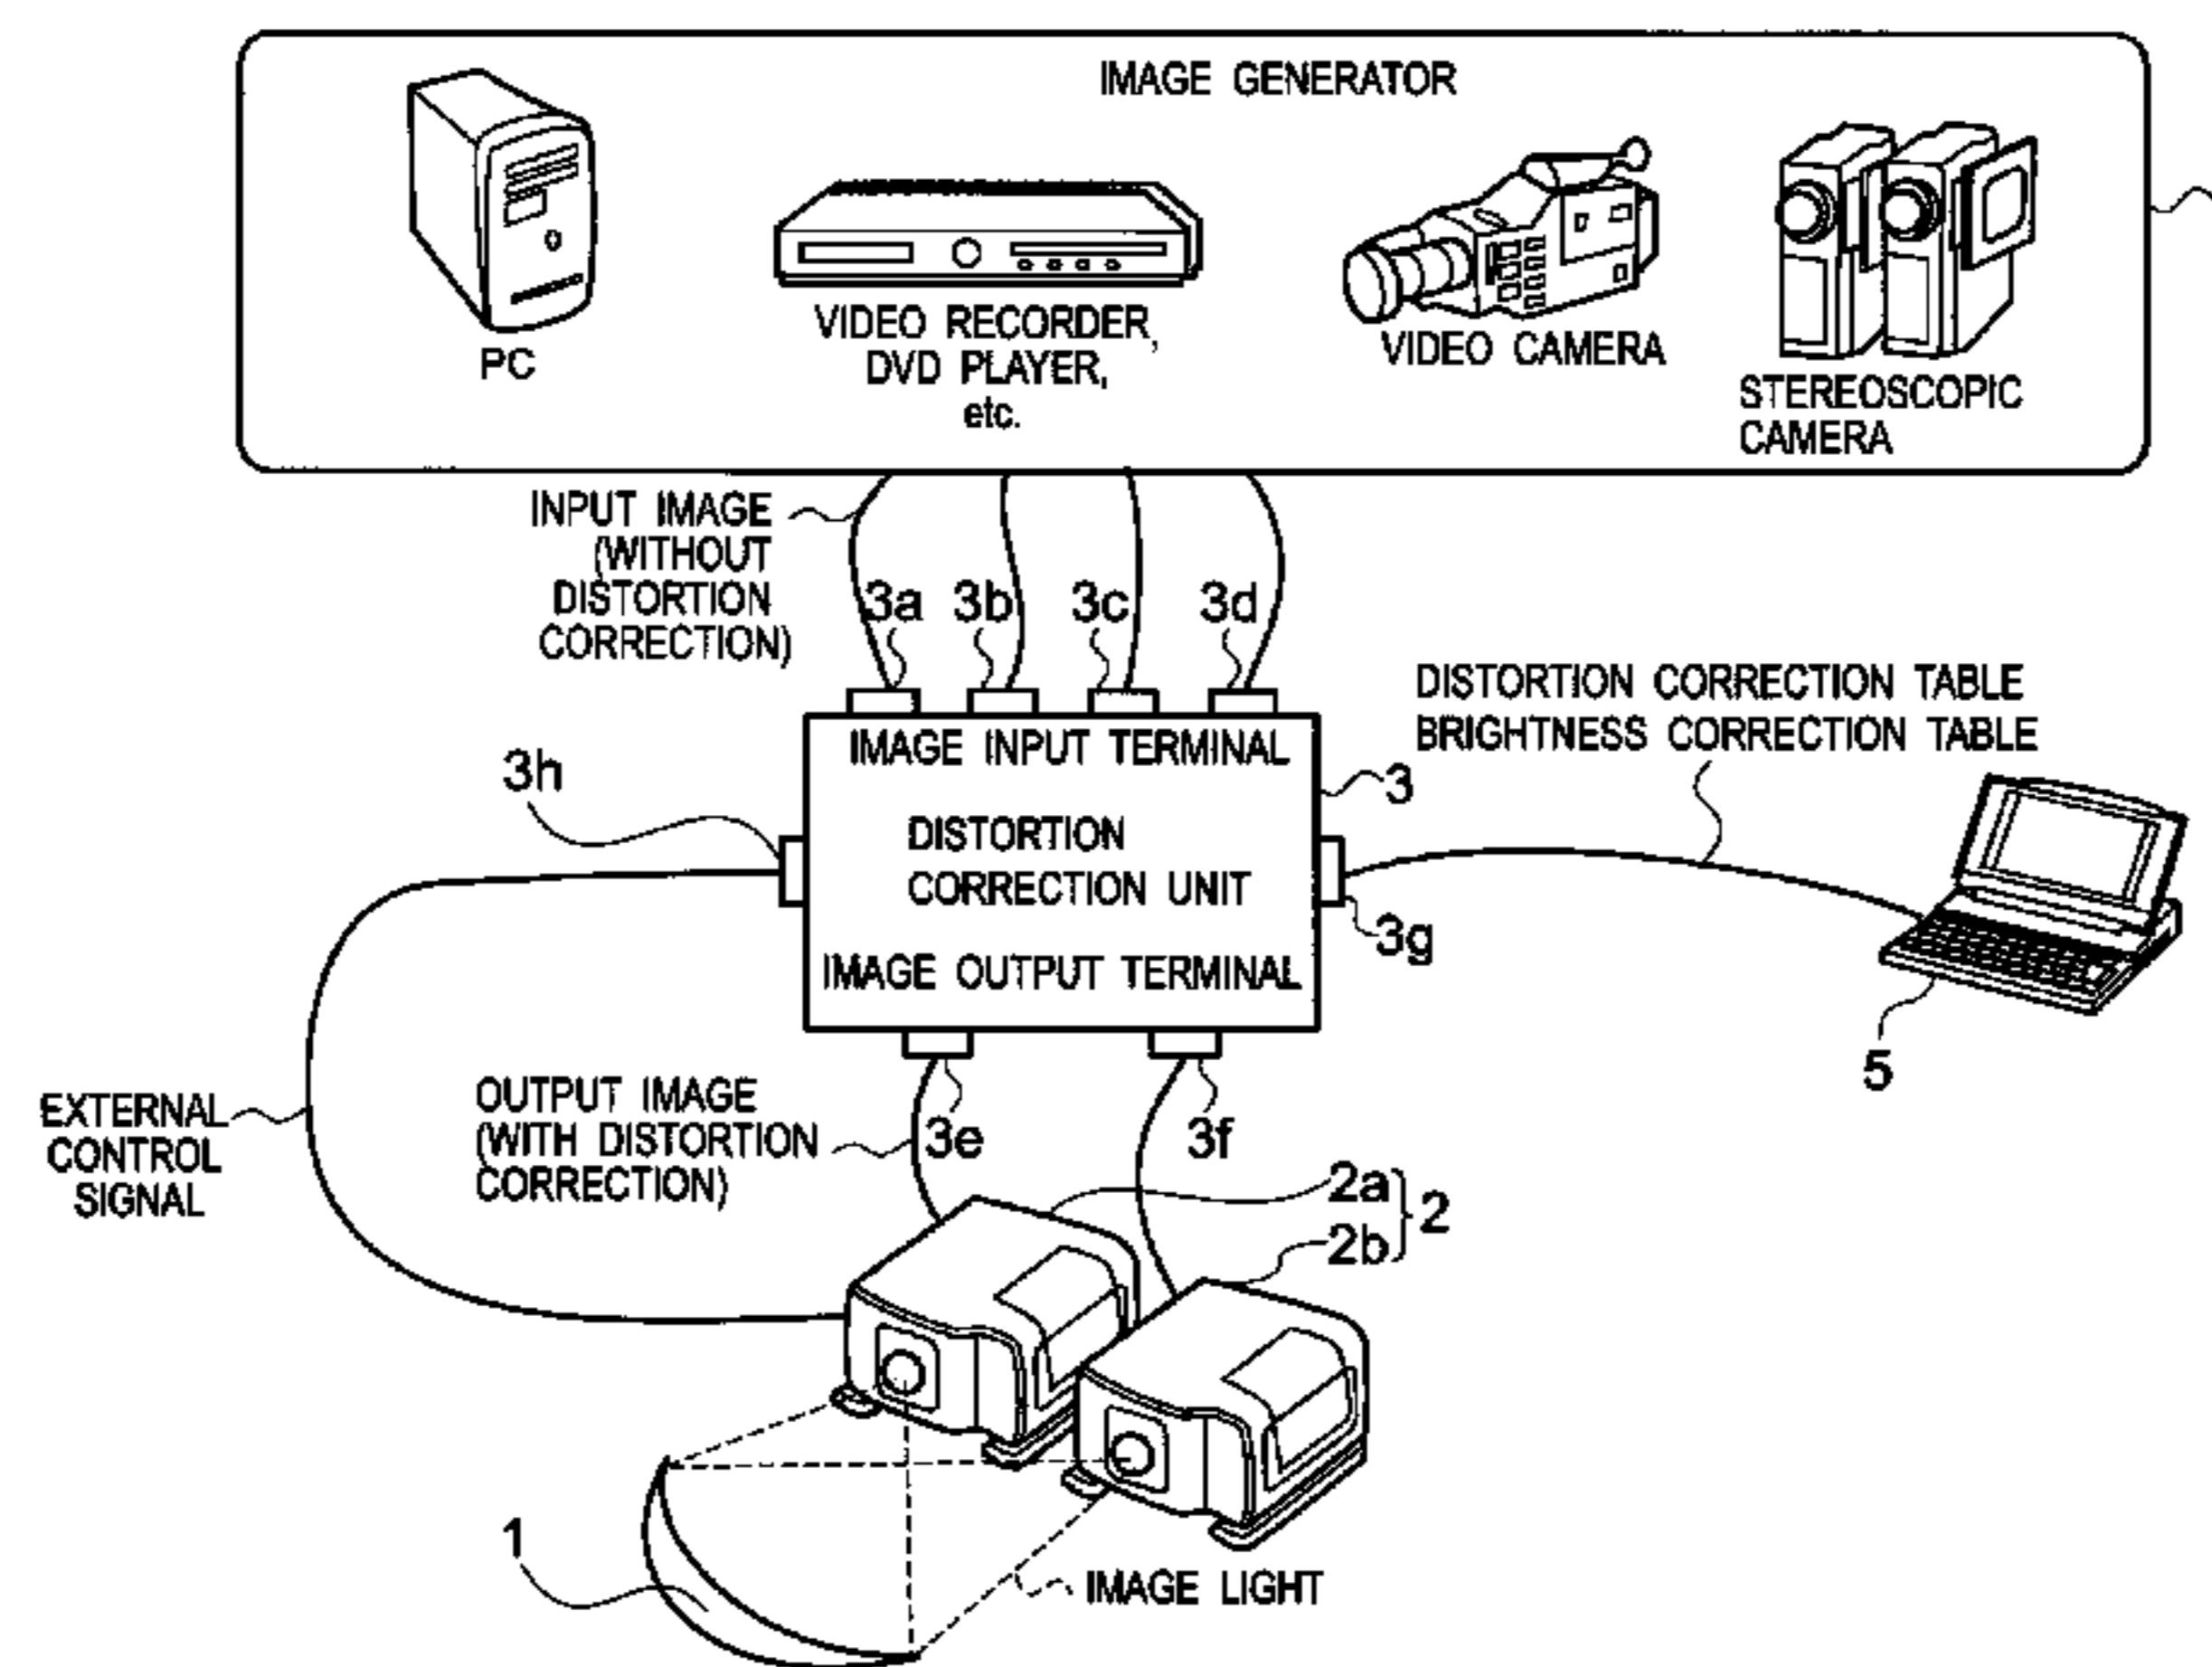 IMAGE GENERATOR
PC
VIDEO RECORDER,
DVD PLAYER,
etc.
VIDEO CAMERA
STEREOSCOPIC
CAMERA
INPUT IMAGE
(WITHOUT
DISTORTION
CORRECTION)
3a
3b
3c
3d
IMAGE INPUT TERMINAL
DISTORTION
CORRECTION UNIT
IMAGE OUTPUT TERMINAL
3h
3
3g
DISTORTION CORRECTION TABLE
BRIGHTNESS CORRECTION TABLE
5
EXTERNAL
CONTROL
SIGNAL
OUTPUT IMAGE
(WITH DISTORTION
CORRECTION)
3e
3f
2a
2b
2
1
IMAGE LIGHT